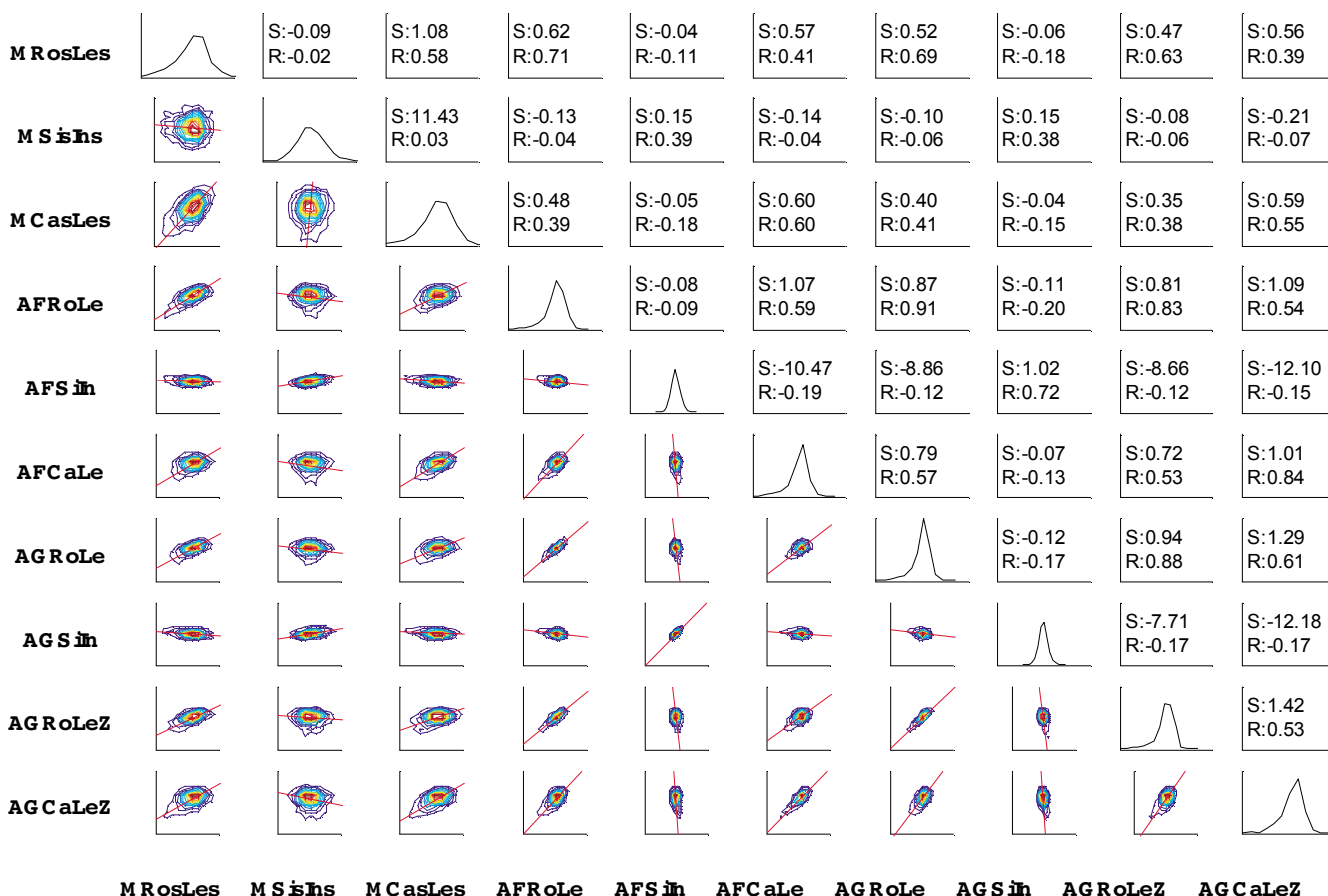 MRosLes S:-0.09 S:1.08 S:0.62 S:-0.04 S:0.57 S:0.52 S:-0.06 S:0.47 S:0.56
R:-0.02 R:0.58 R:0.71 R:-0.11 R:0.41 R:0.69 R:-0.18 R:0.63 R:0.39
MSisIns S:11.43 S:-0.13 S:0.15 S:-0.14 S:-0.10 S:0.15 S:-0.08 S:-0.21
R:0.03 R:-0.04 R:0.39 R:-0.04 R:-0.06 R:0.38 R:-0.06 R:-0.07
MCasLes S:0.48 S:-0.05 S:0.60 S:0.40 S:-0.04 S:0.35 S:0.59
R:0.39 R:-0.18 R:0.60 R:0.41 R:-0.15 R:0.38 R:0.55
AFRoLe S:-0.08 S:1.07 S:0.87 S:-0.11 S:0.81 S:1.09
R:-0.09 R:0.59 R:0.91 R:-0.20 R:0.83 R:0.54
AFSiIn S:-10.47 S:-8.86 S:1.02 S:-8.66 S:-12.10
R:-0.19 R:-0.12 R:0.72 R:-0.12 R:-0.15
AFCaLe S:0.79 S:-0.07 S:0.72 S:1.01
R:0.57 R:-0.13 R:0.53 R:0.84
AGRoLe S:-0.12 S:0.94 S:1.29
R:-0.17 R:0.88 R:0.61
AGSiIn S:-7.71 S:-12.18
R:-0.17 R:-0.17
AGRoLeZ S:1.42
R:0.53
AGCaLeZ
MRosLes MSisIns MCasLes AFRoLe AFSiIn AFCaLe AGRoLe AGSiIn AGRoLeZ AGCaLeZ